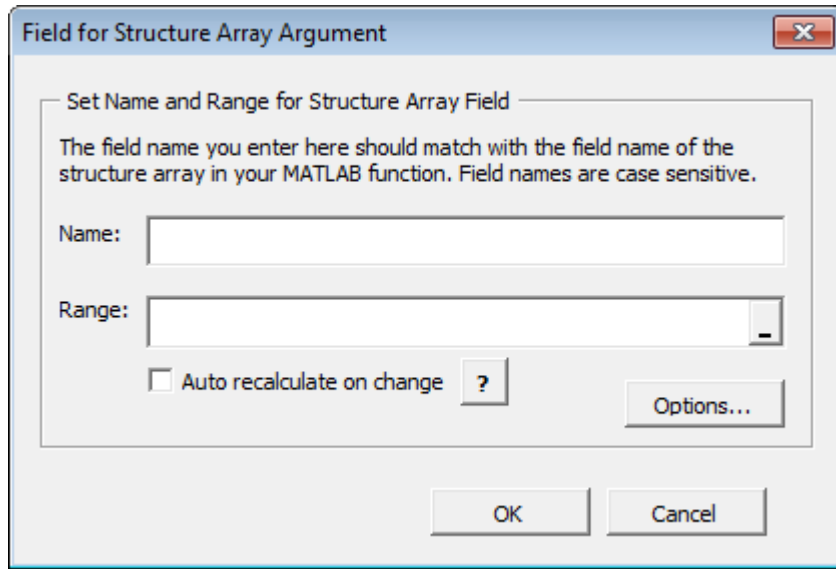 Field for Structure Array Argument
Set Name and Range for Structure Array Field
The field name you enter here should match with the field name of the
structure array in your MATLAB function. Field names are case sensitive.
Name:
Range:
_
Auto recalculate on change ?
Options...
OK Cancel